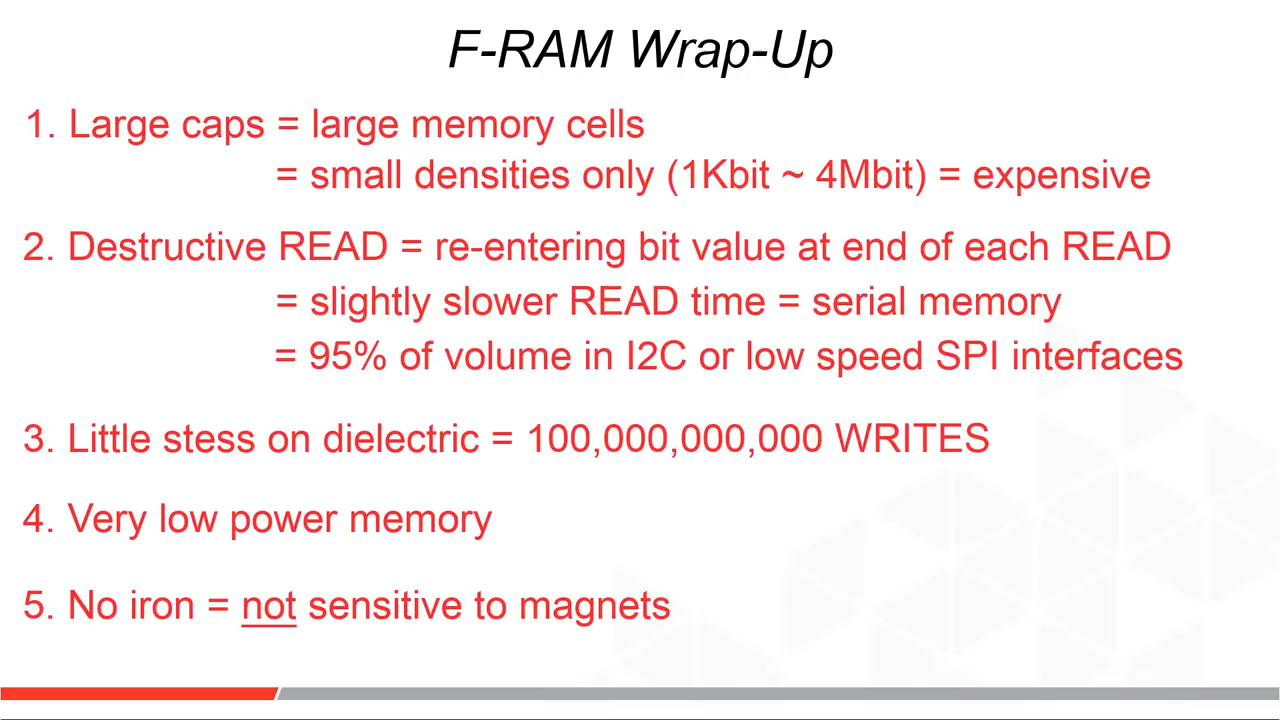 F-RAM Wrap-Up
1. Large caps = large memory cells
= small densities only (1Kbit ~ 4Mbit) = expensive
2. Destructive READ = re-entering bit value at end of each READ
= slightly slower READ time = serial memory
= 95% of volume in I2C or low speed SPI interfaces
3. Little stess on dielectric = 100,000,000,000 WRITES
4. Very low power memory
5. No iron = not sensitive to magnets